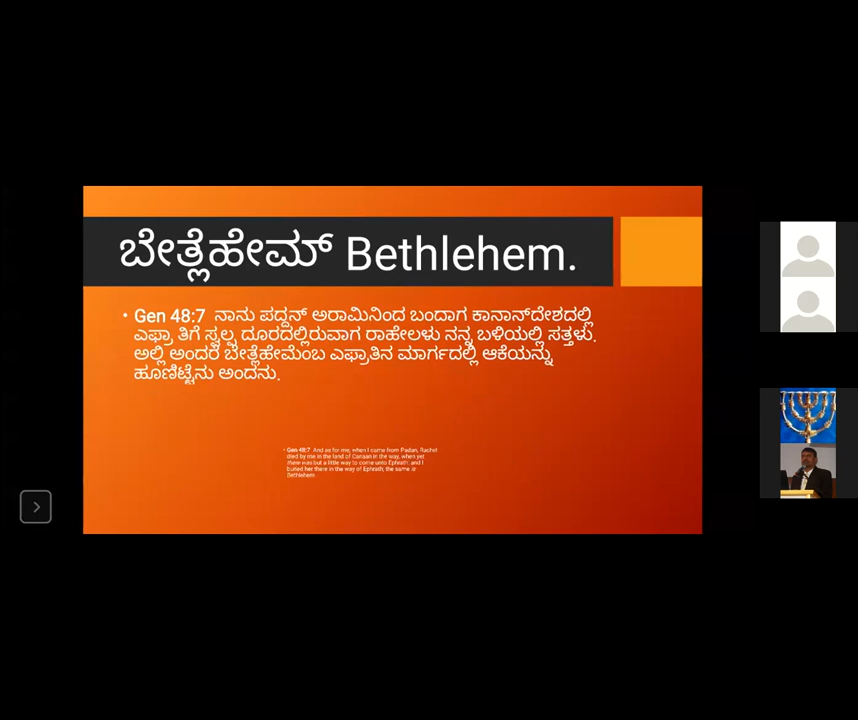 ಬೇತ್ಲೆಹೇಮ್ Bethlehem.
• Gen 48:7 ನಾನು ಪದ್ದನ್ ಅರಾಮಿನಿಂದ ಬಂದಾಗ ಕಾನಾನ್‌ದೇಶದಲ್ಲಿ
ಎಫ್ರಾ ತಿಗೆ ಸ್ವಲ್ಪ ದೂರದಲ್ಲಿರುವಾಗ ರಾಹೇಲಳು ನನ್ನ ಬಳಿಯಲ್ಲಿ ಸತ್ತಳು.
ಅಲ್ಲಿ ಅಂದರೆ ಬೇತ್ಲೆಹೇಮೆಂಬ ಎಫ್ರಾತಿನ ಮಾರ್ಗದಲ್ಲಿ ಆಕೆಯನ್ನು
ಹೂಣಿಟ್ಟೆನು ಅಂದನು.
• Gen 48:7 And as for me, when I came from Padan, Rachel
died by me in the land of Canaan in the way, when yet
there was but a little way to come unto Ephrath: and I
buried her there in the way of Ephrath; the same is
Bethlehem.